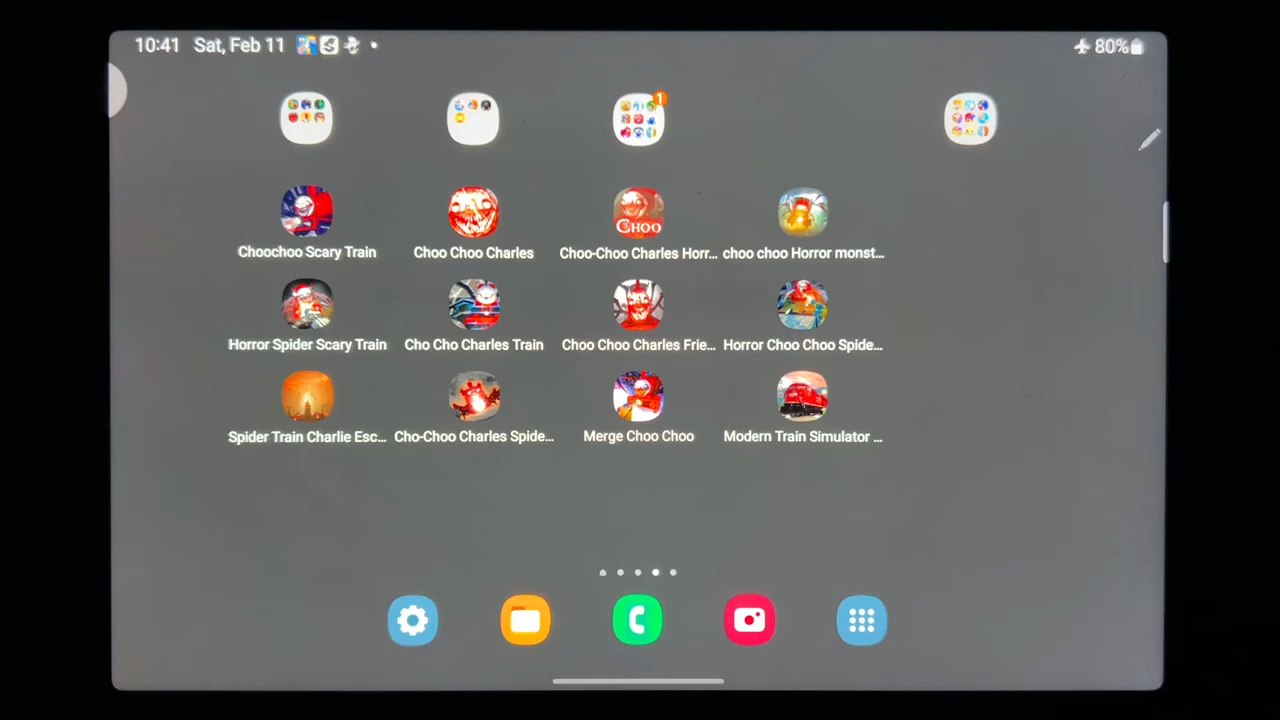 10:41 Sat, Feb 11
80%
1
Choochoo Scary Train
Choo Choo Charles
Choo-Choo Charles Horr...
choo choo Horror monst...
CHOO
Horror Spider Scary Train
Cho Cho Charles Train
Choo Choo Charles Frie...
Horror Choo Choo Spide...
Spider Train Charlie Esc...
Cho-Choo Charles Spide...
Merge Choo Choo
Modern Train Simulator ...